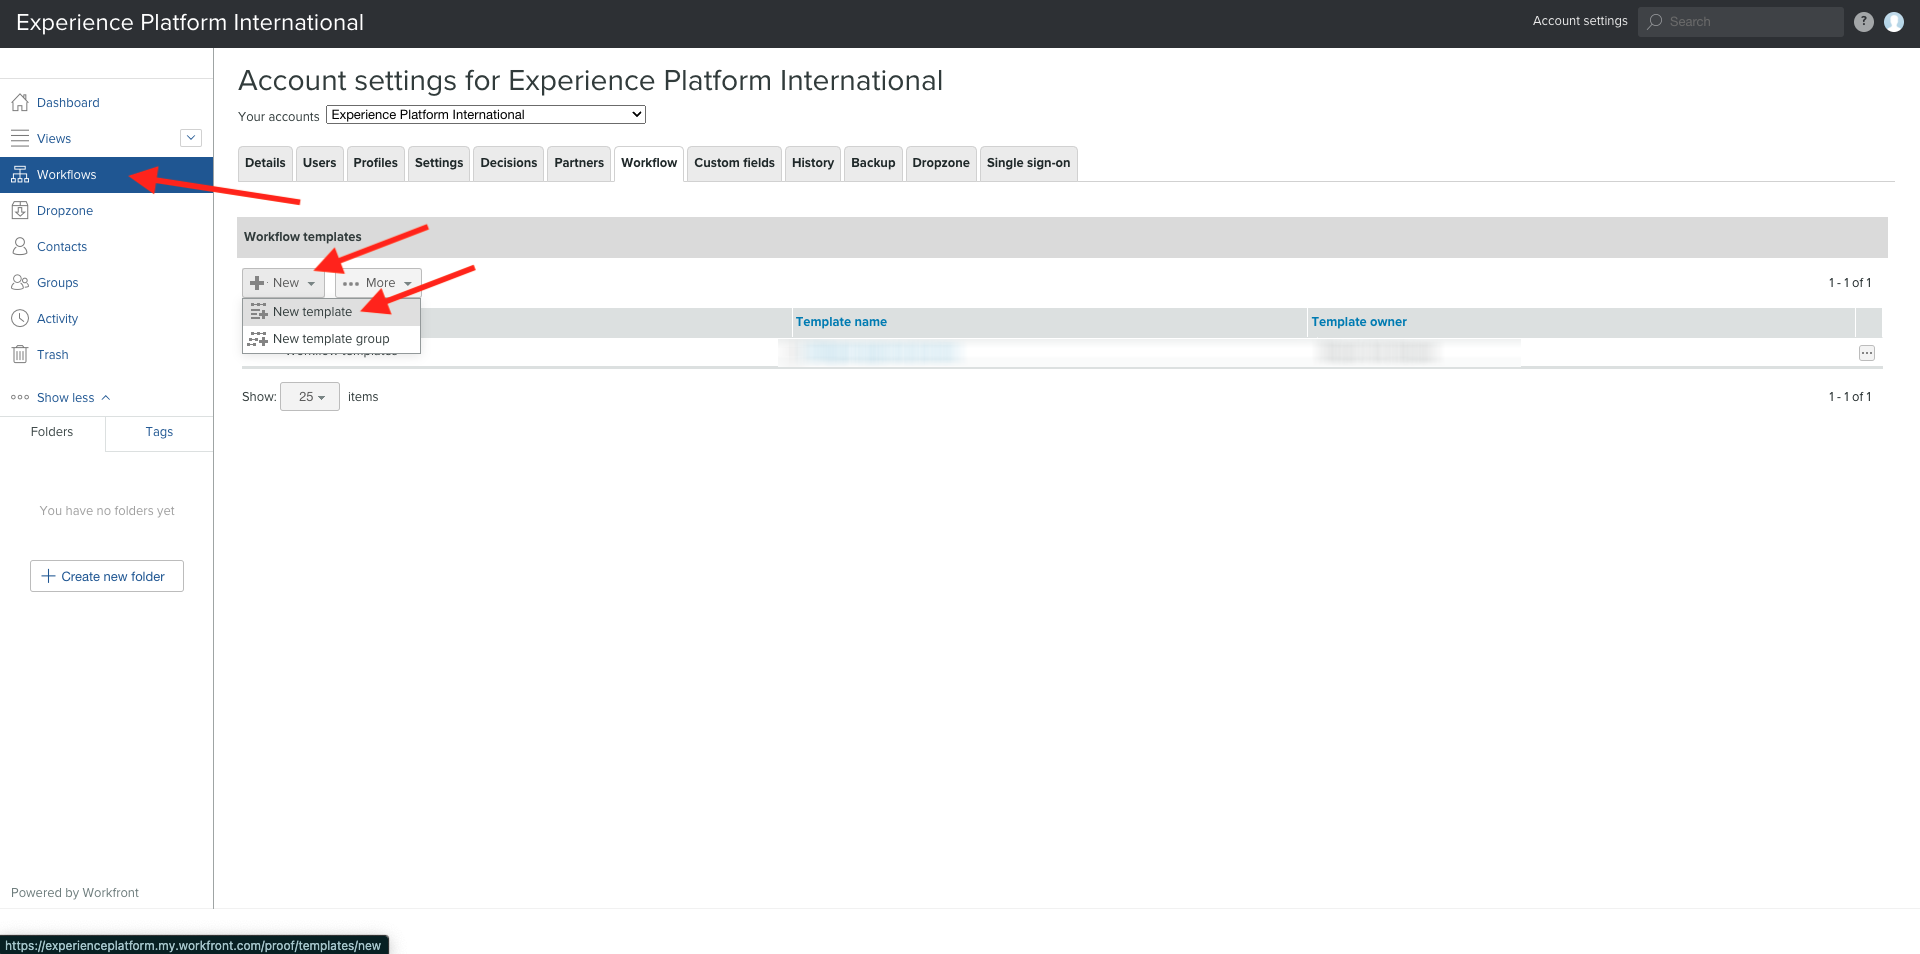 Experience Platform International
Account settings
Search
?
Dashboard
Views
Workflows
Dropzone
Contacts
Groups
Activity
Trash
Show less
Folders Tags
You have no folders yet
Create new folder
Powered by Workfront
Account settings for Experience Platform International
Your accounts Experience Platform International
Details Users Profiles Settings Decisions Partners Workflow Custom fields History Backup Dropzone Single sign-on
Workflow templates
New More 1 - 1 of 1
New template
New template group
Template name Template owner
Workflow templates
Show: 25 items 1 - 1 of 1
https://experienceplatform.my.workfront.com/proof/templates/new